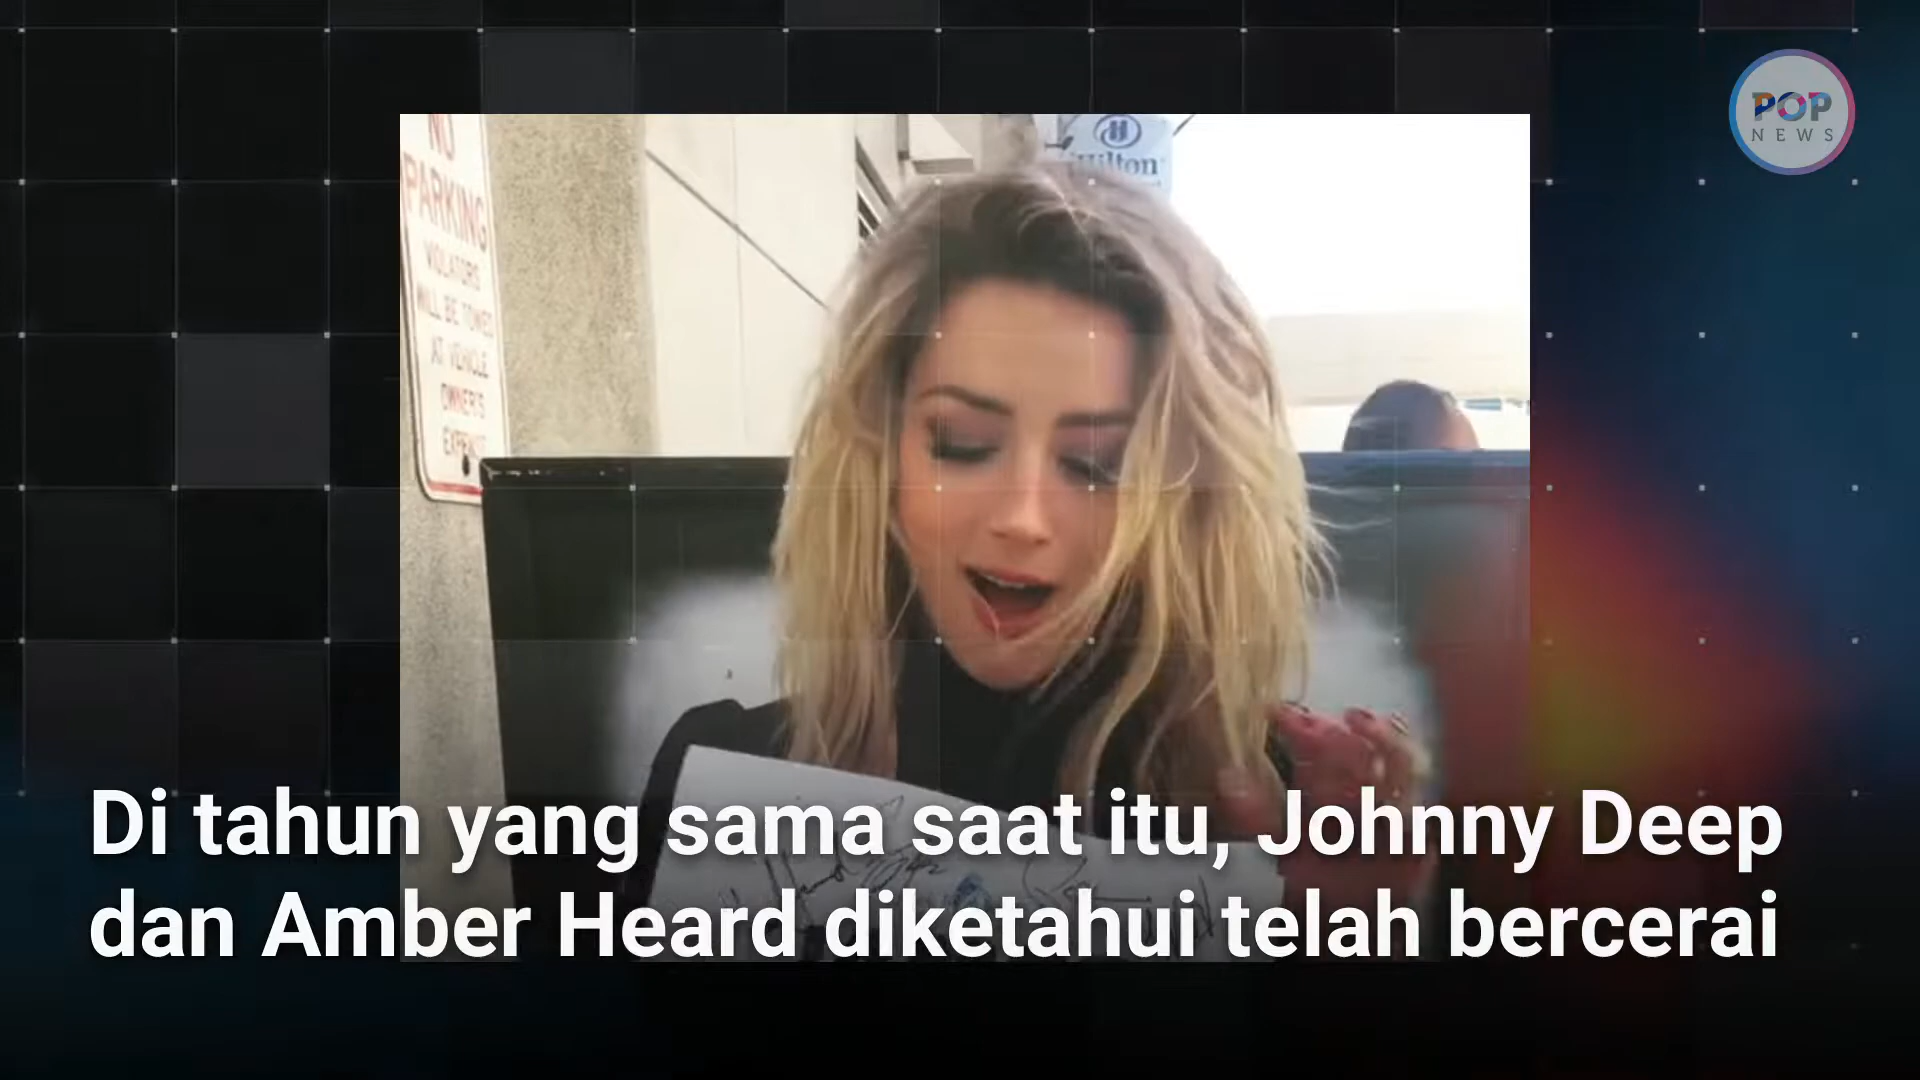 POP
NEWS
NO
PARKING
VIOLATORS
WILL BE TOWED
AT VEHICLE
OWNER'S
EXPENSE
Hilton
Di tahun yang sama saat itu, Johnny Deep
dan Amber Heard diketahui telah bercerai